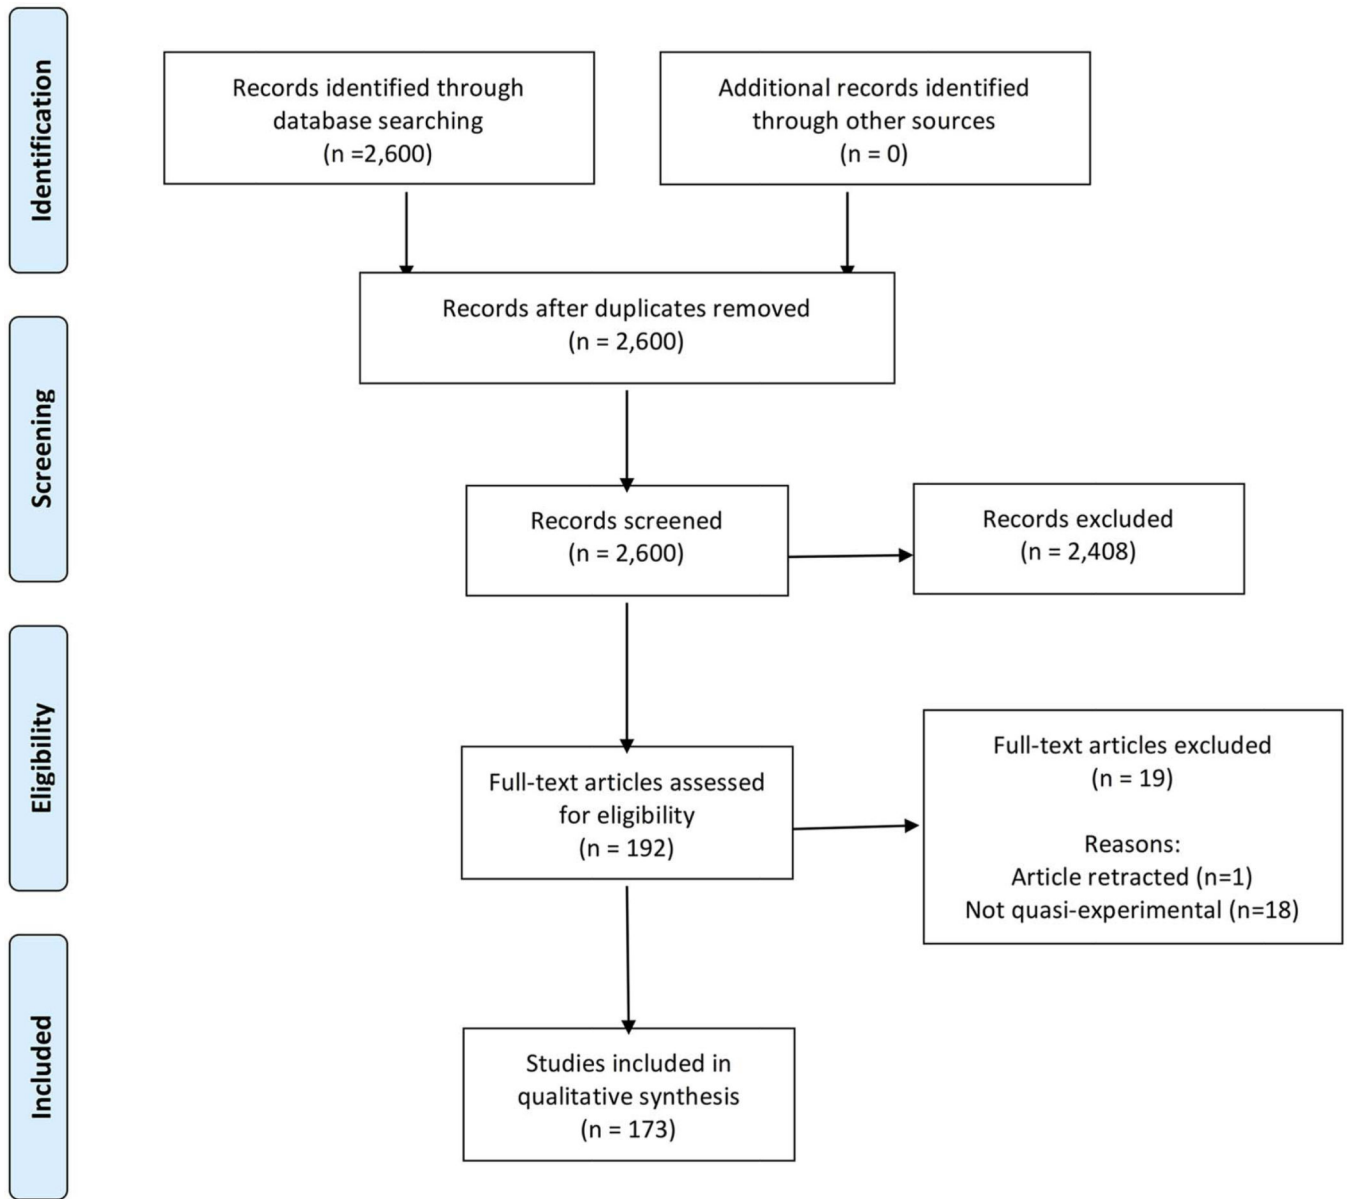 Identification
Records identified through
database searching
(n =2,600)
Additional records identified
through other sources
(n = 0)
Records after duplicates removed
(n = 2,600)
Screening
Records screened
(n = 2,600)
Records excluded
(n = 2,408)
Eligibility
Full-text articles assessed
for eligibility
(n = 192)
Full-text articles excluded
(n = 19)
Reasons:
Article retracted (n=1)
Not quasi-experimental (n=18)
Included
Studies included in
qualitative synthesis
(n = 173)